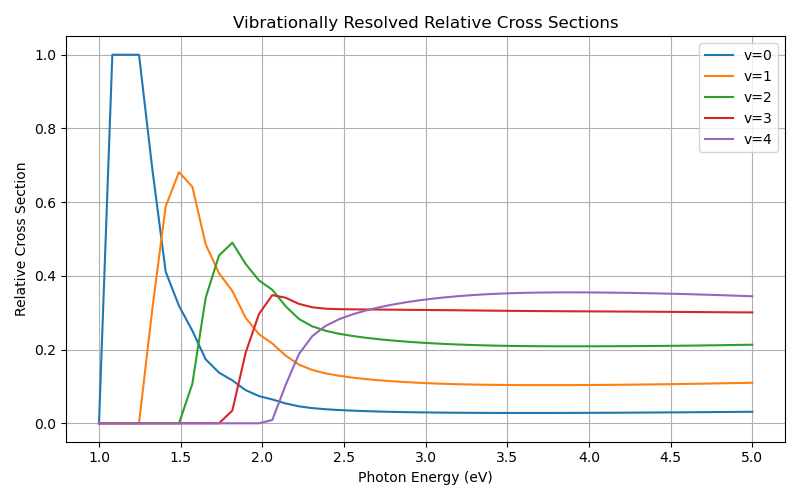 Vibrationally Resolved Relative Cross Sections
Relative Cross Section
1.0
0.8
0.6
0.4
0.2
0.0
v=0
v=1
v=2
v=3
v=4
1.0 1.5 2.0 2.5 3.0 3.5 4.0 4.5 5.0
Photon Energy (eV)